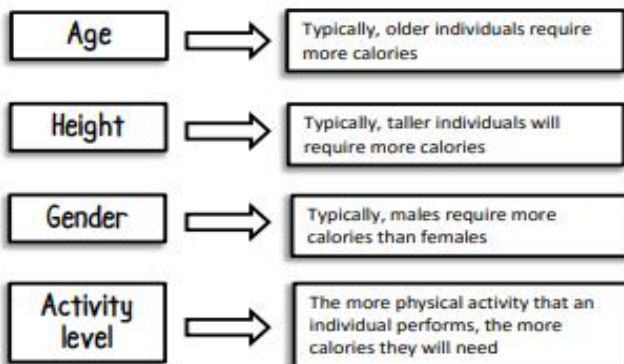 Age
Typically, older individuals require
more calories
Height
Typically, taller individuals will
require more calories
Gender
Typically, males require more
calories than females
Activity
level
The more physical activity that an
individual performs, the more
calories they will need